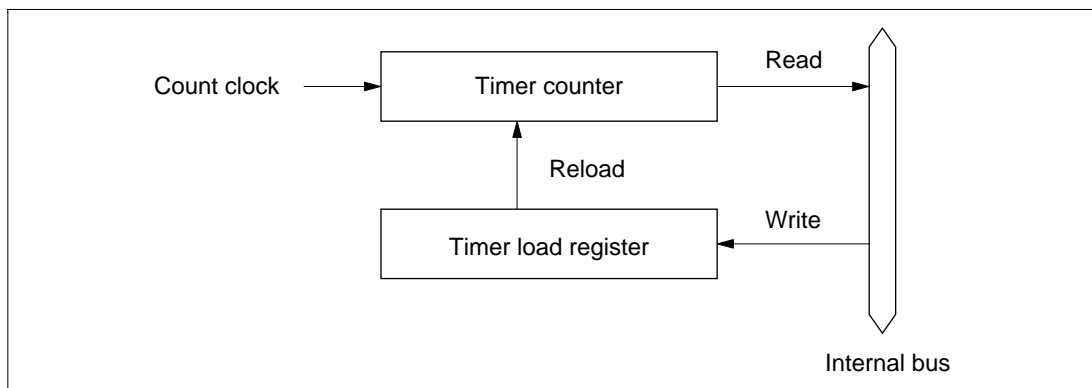 Read
Count clock
Timer counter
Reload
Write
Timer load register
Internal bus